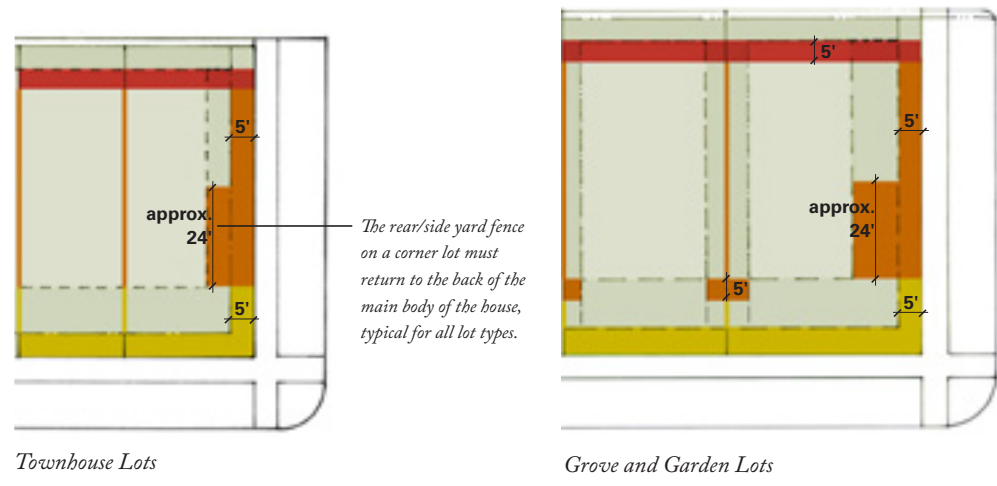 5'
approx.
24'
5'
The rear/side yard fence
on a corner lot must
return to the back of the
main body of the house,
typical for all lot types.
Townhouse Lots
5'
5'
approx.
24'
5'
5'
Grove and Garden Lots